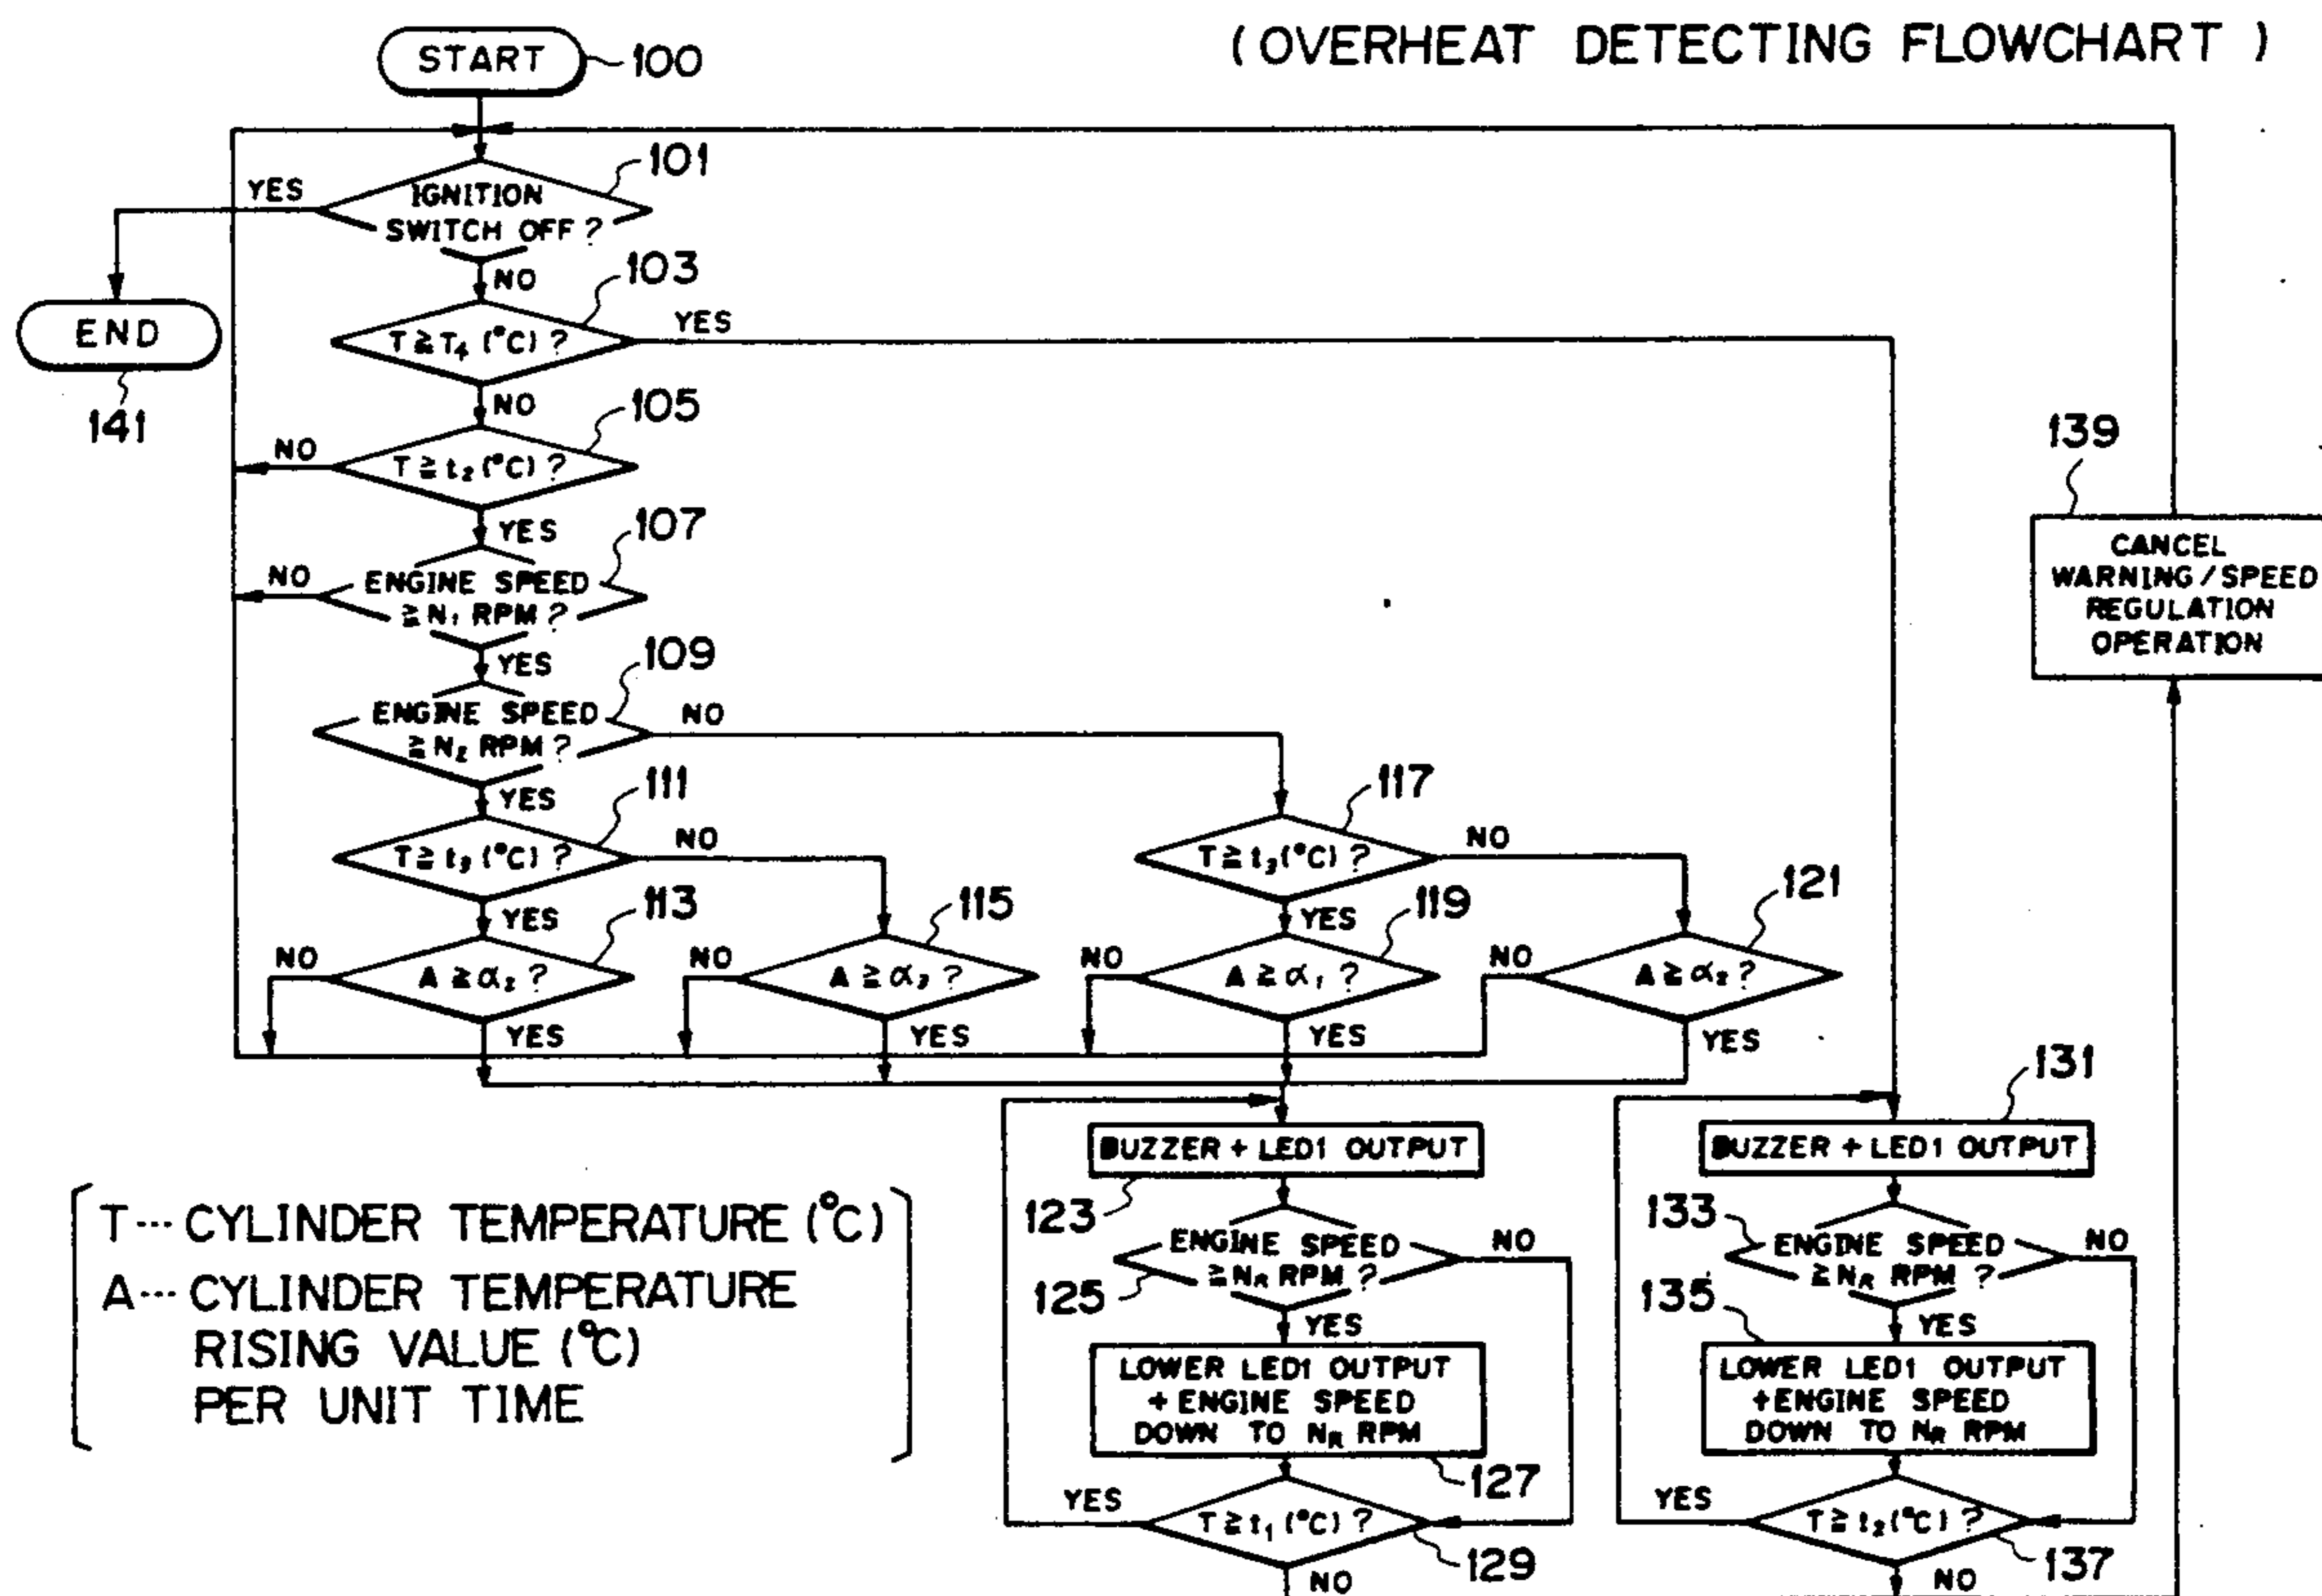 (OVERHEAT DETECTING FLOWCHART)
START
100
101
YES
IGNITION
SWITCH OFF?
NO
103
END
141
T ≧ T₄ (°C) ?
YES
NO
105
NO
T ≧ t₂ (°C) ?
YES
107
NO
ENGINE SPEED
≧ N₁ RPM ?
YES
109
ENGINE SPEED
≧ N₂ RPM ?
NO
YES
139
CANCEL
WARNING/SPEED
REGULATION
OPERATION
111
T ≧ t₃ (°C) ?
NO
YES
117
T ≧ t₃ (°C) ?
NO
YES
113
NO
A ≧ α₂ ?
YES
115
NO
A ≧ α₃ ?
YES
119
NO
A ≧ α₁ ?
YES
121
NO
A ≧ α₂ ?
YES
BUZZER + LED1 OUTPUT
123
ENGINE SPEED
≧ N_R RPM ?
125
NO
YES
LOWER LED1 OUTPUT
+ ENGINE SPEED
DOWN TO N_R RPM
127
YES
T ≧ t₁ (°C) ?
129
NO
131
BUZZER + LED1 OUTPUT
133
ENGINE SPEED
≧ N_R RPM ?
NO
135
YES
LOWER LED1 OUTPUT
+ENGINE SPEED
DOWN TO N_R RPM
YES
T ≧ t₂ (°C) ?
137
NO
T··· CYLINDER TEMPERATURE (°C)
A··· CYLINDER TEMPERATURE
RISING VALUE (°C)
PER UNIT TIME